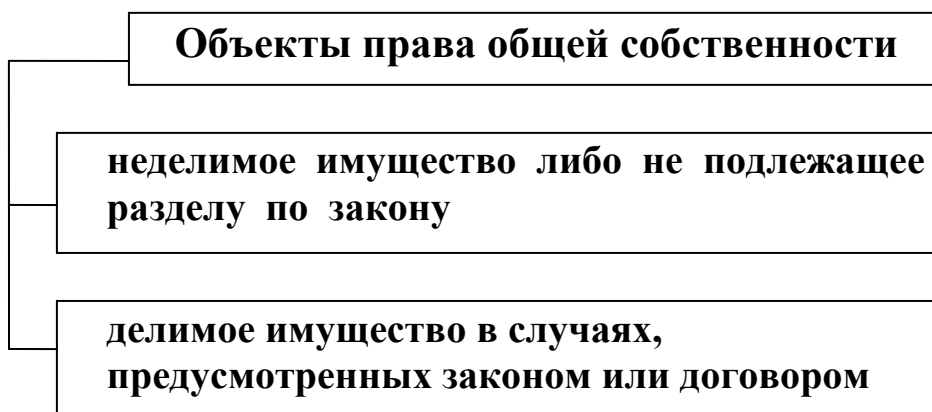 Объекты права общей собственности
неделимое имущество либо не подлежащее
разделу по закону
делимое имущество в случаях,
предусмотренных законом или договором